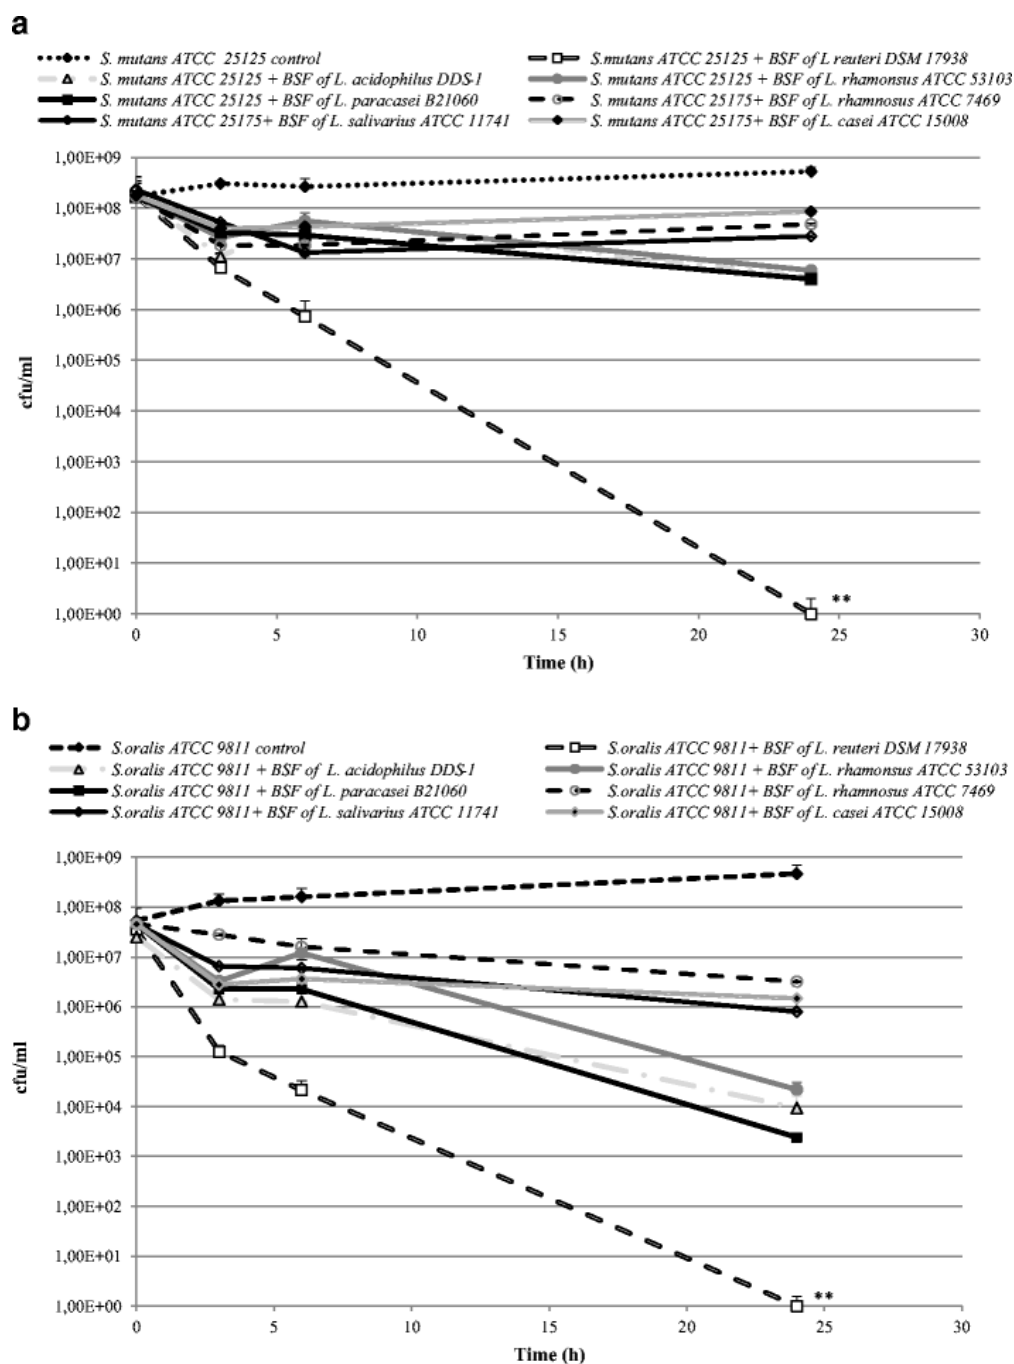 a
S. mutans ATCC 25125 control
S.mutans ATCC 25125 + BSF of L reuteri DSM 17938
S. mutans ATCC 25125 + BSF of L. acidophilus DDS-1
S. mutans ATCC 25125 + BSF of L. rhamonsus ATCC 53103
S. mutans ATCC 25125 + BSF of L. paracasei B21060
S. mutans ATCC 25175+ BSF of L. rhamnosus ATCC 7469
S. mutans ATCC 25175+ BSF of L. salivarius ATCC 11741
S. mutans ATCC 25175+ BSF of L. casei ATCC 15008
1,00E+09
1,00E+08
1,00E+07
1,00E+06
1,00E+05
1,00E+04
1,00E+03
1,00E+02
1,00E+01
1,00E+00
cfu/ml
**
0 5 10 15 20 25 30
Time (h)
b
S.oralis ATCC 9811 control
S.oralis ATCC 9811+ BSF of L. reuteri DSM 17938
S.oralis ATCC 9811 + BSF of L. acidophilus DDS-1
S.oralis ATCC 9811 + BSF of L. rhamonsus ATCC 53103
S.oralis ATCC 9811 + BSF of L. paracasei B21060
S.oralis ATCC 9811+ BSF of L. rhamnosus ATCC 7469
S.oralis ATCC 9811+ BSF of L. salivarius ATCC 11741
S.oralis ATCC 9811+ BSF of L. casei ATCC 15008
1,00E+09
1,00E+08
1,00E+07
1,00E+06
1,00E+05
1,00E+04
1,00E+03
1,00E+02
1,00E+01
1,00E+00
cfu/ml
**
0 5 10 15 20 25 30
Time (h)